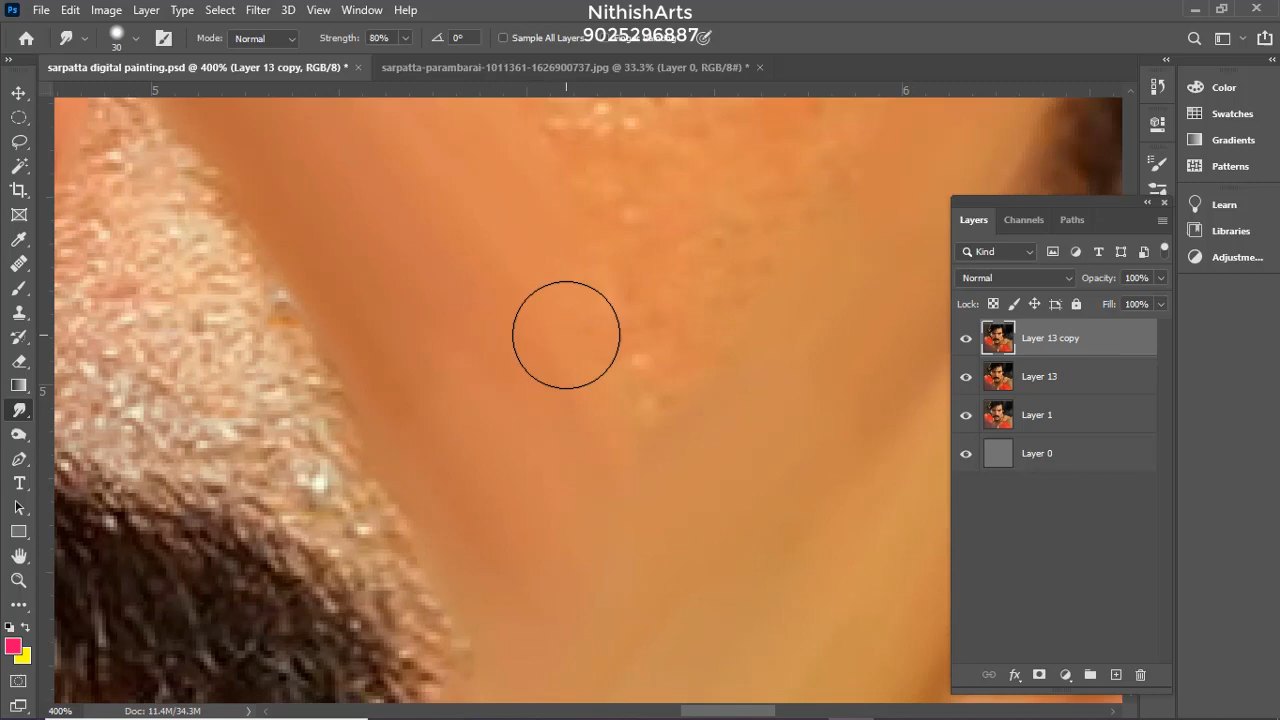 NithishArts
9025296887
Ps File Edit Image Layer Type Select Filter 3D View Window Help
30 Mode: Normal Strength: 80% 0° Sample All Layers
sarpatta digital painting.psd @ 400% (Layer 13 copy, RGB/8) * × sarpatta-parambarai-1011361-1626900737.jpg @ 33.3% (Layer 0, RGB/8#) * ×
5 6
5
Color
Swatches
Gradients
Patterns
Learn
Libraries
Adjustme...
Layers Channels Paths
Kind
Normal Opacity: 100%
Lock: Fill: 100%
Layer 13 copy
Layer 13
Layer 1
Layer 0
fx
400% Doc: 11.4M/34.3M